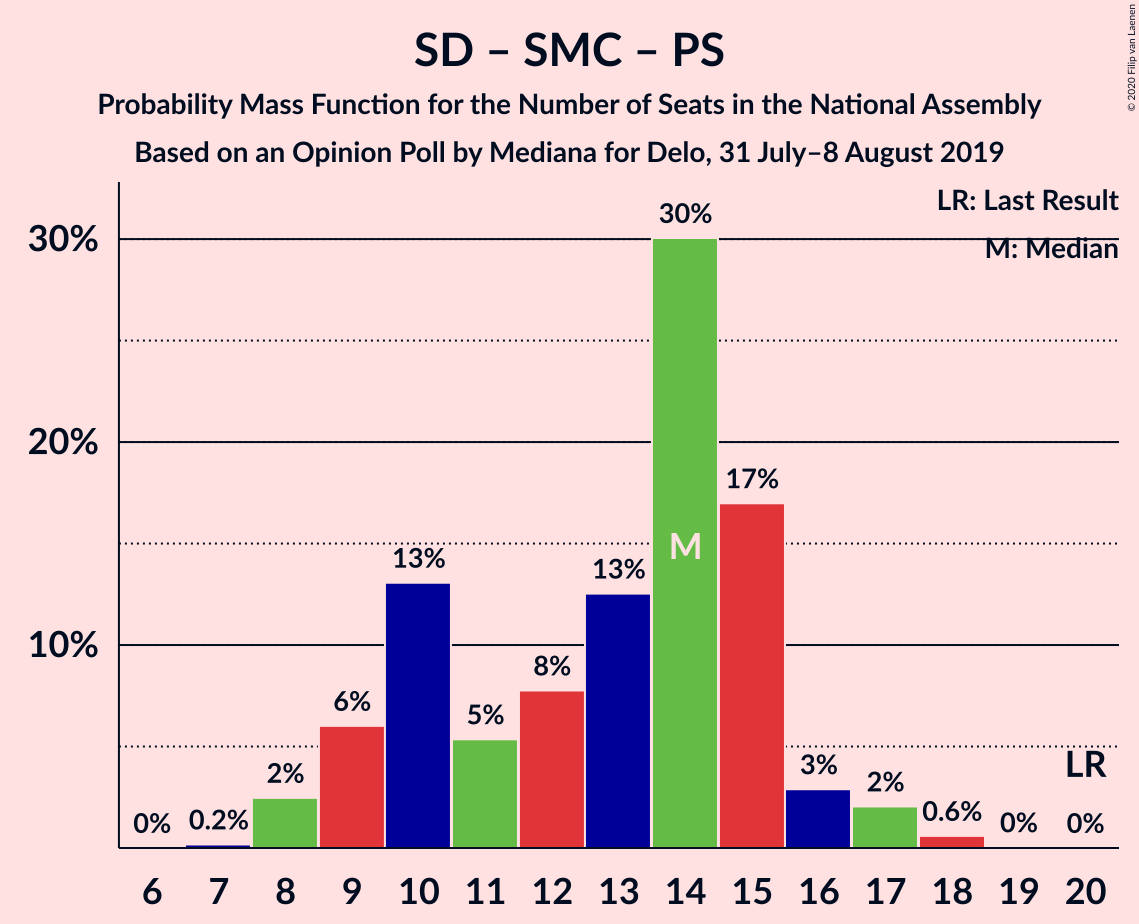 SD – SMC – PS
Probability Mass Function for the Number of Seats in the National Assembly
Based on an Opinion Poll by Mediana for Delo, 31 July–8 August 2019
© 2020 Filip van Laenen
LR: Last Result
M: Median
30%
20%
10%
0%
0.2%
2%
6%
13%
5%
8%
13%
30%
M
17%
3%
2%
0.6%
0%
LR
0%
6 7 8 9 10 11 12 13 14 15 16 17 18 19 20